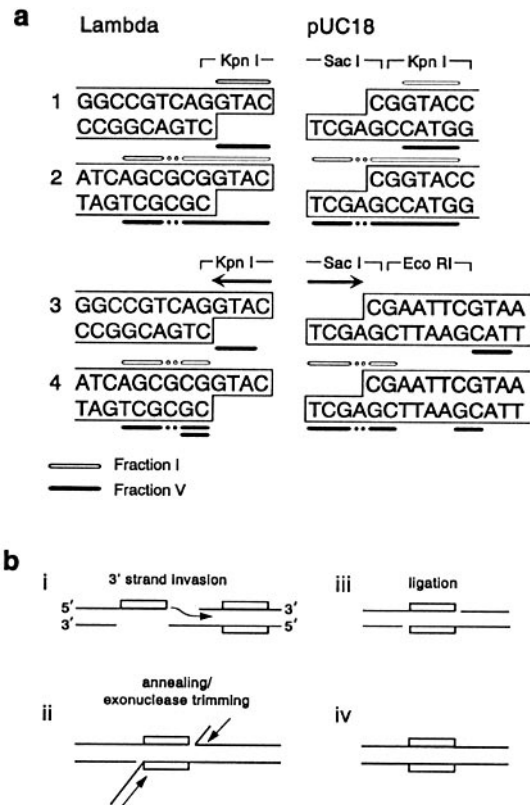 a
Lambda pUC18
Kpn I Sac I Kpn I
1 GGCCGTCAGGTAC CGGTACC
CCGGCAGTC TCGAGCCATGG
2 ATCAGCGCGGTAC CGGTACC
TAGTCGCGC TCGAGCCATGG
Kpn I Sac I Eco RI
3 GGCCGTCAGGTAC CGAATTCGTAA
CCGGCAGTC TCGAGCTTAAGCATT
4 ATCAGCGCGGTAC CGAATTCGTAA
TAGTCGCGC TCGAGCTTAAGCATT
Fraction I
Fraction V
b
i 3' strand invasion iii ligation
5' 3'
3' 5'
annealing/
ii exonuclease trimming iv